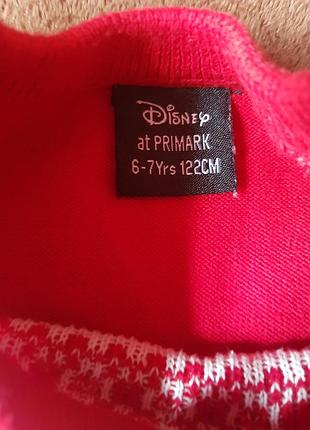 Disney
at PRIMARK
6-7Yrs 122CM